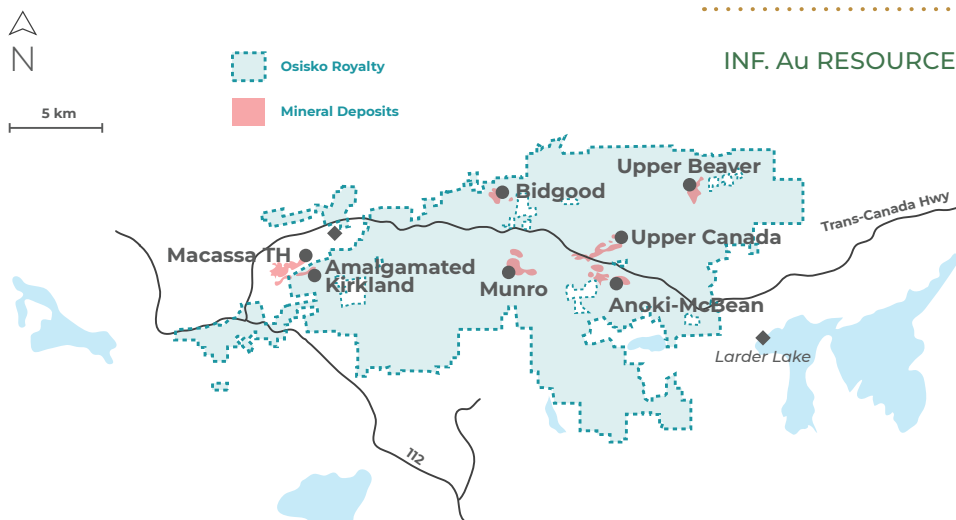 N
INF. Au RESOURCE
Osisko Royalty
5 km
Mineral Deposits
Upper Beaver
Bidgood
Trans-Canada Hwy
Upper Canada
Macassa TH
Amalgamated
Kirkland
Munro
Anoki-McBean
Larder Lake
112